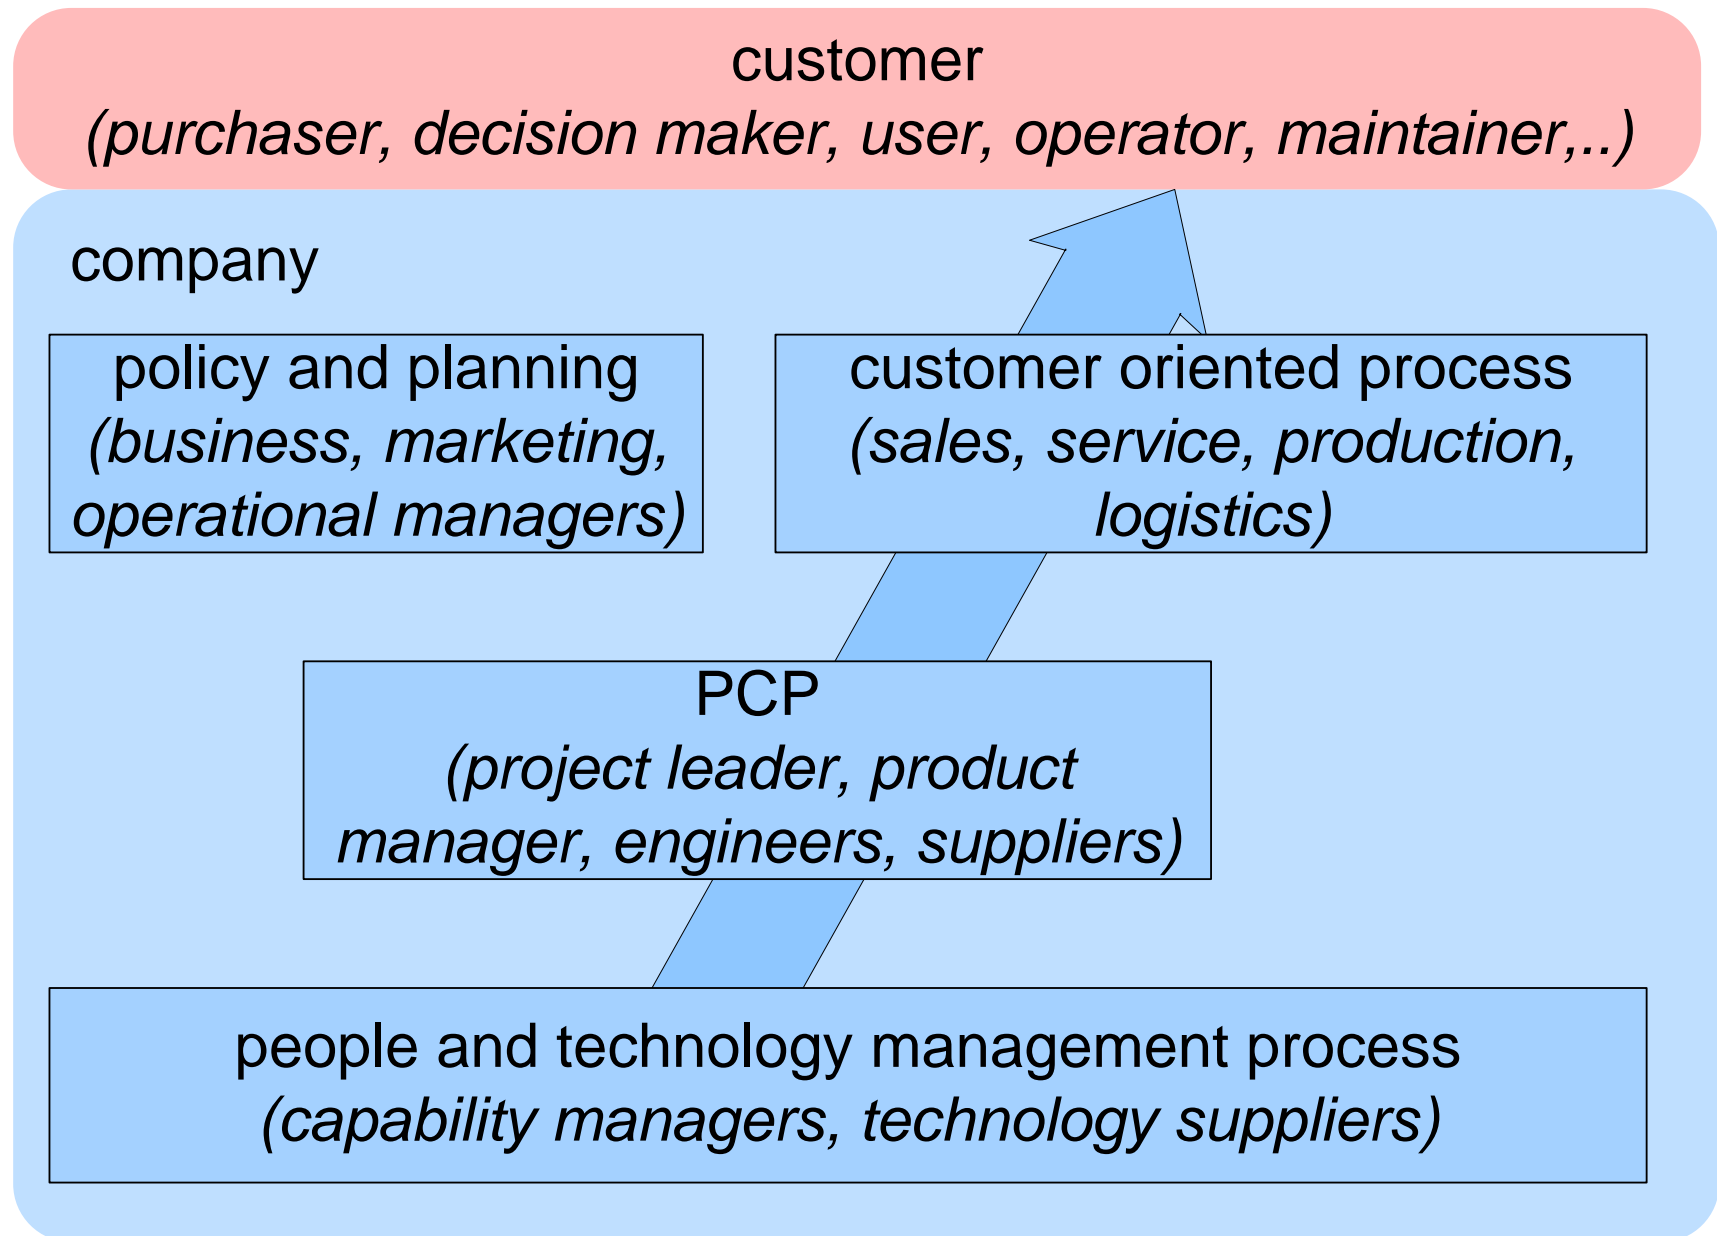 customer
(purchaser, decision maker, user, operator, maintainer,..)
company
policy and planning
(business, marketing,
operational managers)
customer oriented process
(sales, service, production,
logistics)
PCP
(project leader, product
manager, engineers, suppliers)
people and technology management process
(capability managers, technology suppliers)